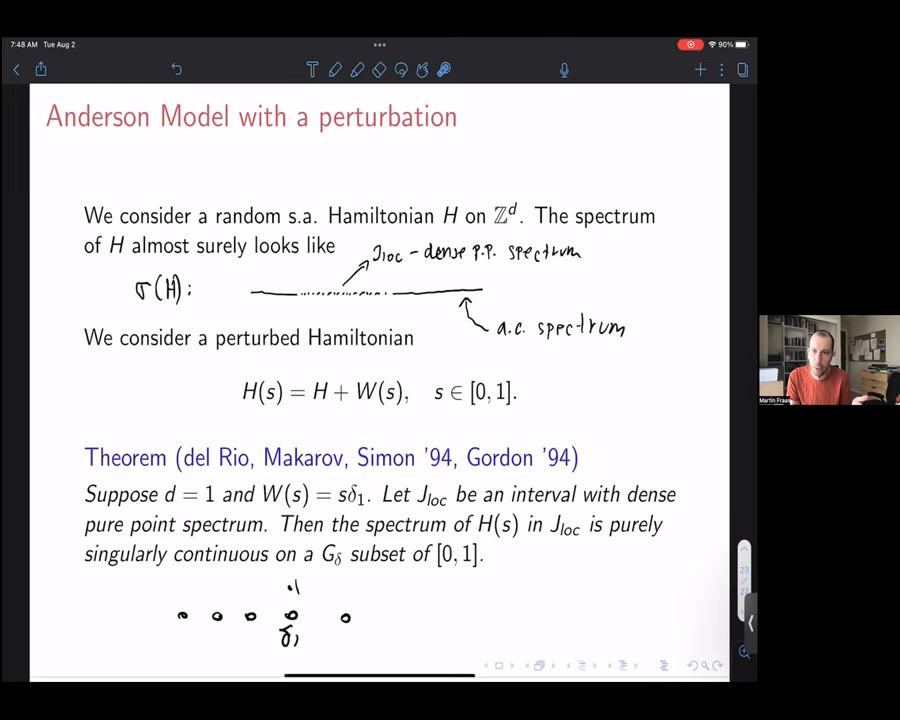 7:48 AM Tue Aug 2
90%
Anderson Model with a perturbation
We consider a random s.a. Hamiltonian H on ℤᵈ. The spectrum
of H almost surely looks like
J_loc – dense p.p. spectrum
σ(H):
a.c. spectrum
We consider a perturbed Hamiltonian
H(s) = H + W(s), s ∈ [0, 1].
Theorem (del Rio, Makarov, Simon '94, Gordon '94)
Suppose d = 1 and W(s) = sδ₁. Let J_loc be an interval with dense
pure point spectrum. Then the spectrum of H(s) in J_loc is purely
singularly continuous on a G_δ subset of [0, 1].
δ₁
Martin Fraas